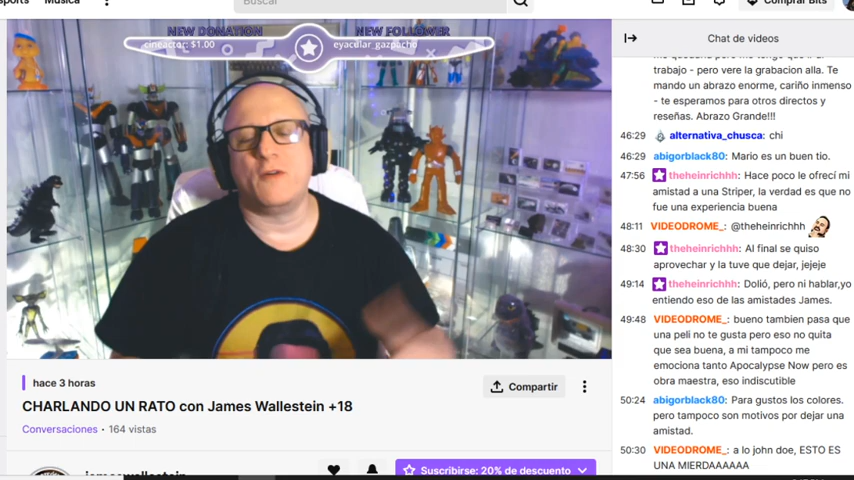 sports
Música
Buscar
Comprar Bits
NEW DONATION
NEW FOLLOWER
cineactor: $1.00
eyacular_gazpacho
hace 3 horas
Compartir
CHARLANDO UN RATO con James Wallestein +18
Conversaciones • 164 vistas
jameswallestein
Suscribirse: 20% de descuento
Chat de videos
trabajo - pero vere la grabacion alla. Te
mando un abrazo enorme, cariño inmenso
- te esperamos para otros directos y
reseñas. Abrazo Grande!!!
46:29 alternativa_chusca: chi
46:29 abigorblack80: Mario es un buen tio.
47:56 theheinrichhh: Hace poco le ofrecí mi
amistad a una Striper, la verdad es que no
fue una experiencia buena
48:11 VIDEODROME_: @theheinrichhh
48:30 theheinrichhh: Al final se quiso
aprovechar y la tuve que dejar, jejeje
49:14 theheinrichhh: Dolió, pero ni hablar,yo
entiendo eso de las amistades James.
49:48 VIDEODROME_: bueno tambien pasa que
una peli no te gusta pero eso no quita
que sea buena, a mi tampoco me
emociona tanto Apocalypse Now pero es
obra maestra, eso indiscutible
50:24 abigorblack80: Para gustos los colores.
pero tampoco son motivos por dejar una
amistad.
50:30 VIDEODROME_: a lo john doe, ESTO ES
UNA MIERDAAAAAA